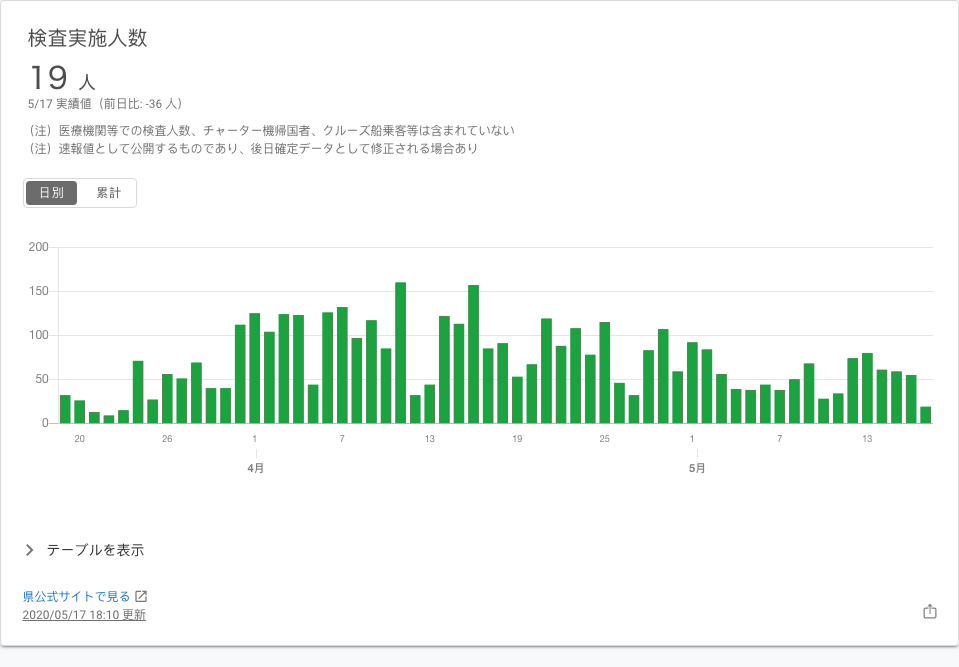 検査実施人数
19 人
5/17 実績値（前日比: -36 人）
（注）医療機関等での検査人数、チャーター機帰国者、クルーズ船乗客等は含まれていない
（注）速報値として公開するものであり、後日確定データとして修正される場合あり
日別 累計
200
150
100
50
0
20 26 1 7 13 19 25 1 7 13
4月 5月
テーブルを表示
県公式サイトで見る
2020/05/17 18:10 更新